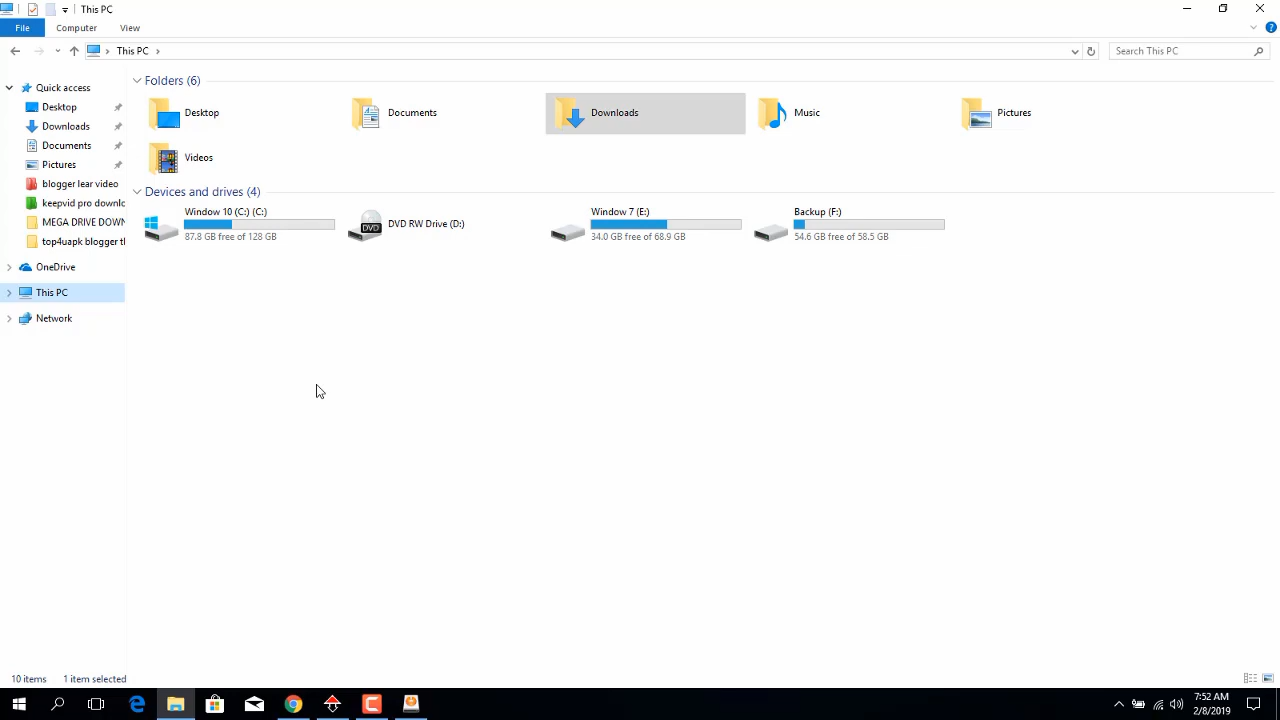 This PC
File Computer View
This PC
Search This PC
Quick access
Desktop
Downloads
Documents
Pictures
blogger lear video
keepvid pro downlo
MEGA DRIVE DOWN
top4uapk blogger tl
OneDrive
This PC
Network
Folders (6)
Desktop Documents Downloads Music Pictures
Videos
Devices and drives (4)
Window 10 (C:) (C:)
87.8 GB free of 128 GB
DVD
DVD RW Drive (D:)
Window 7 (E:)
34.0 GB free of 68.9 GB
Backup (F:)
54.6 GB free of 58.5 GB
10 items 1 item selected
7:52 AM
2/8/2019